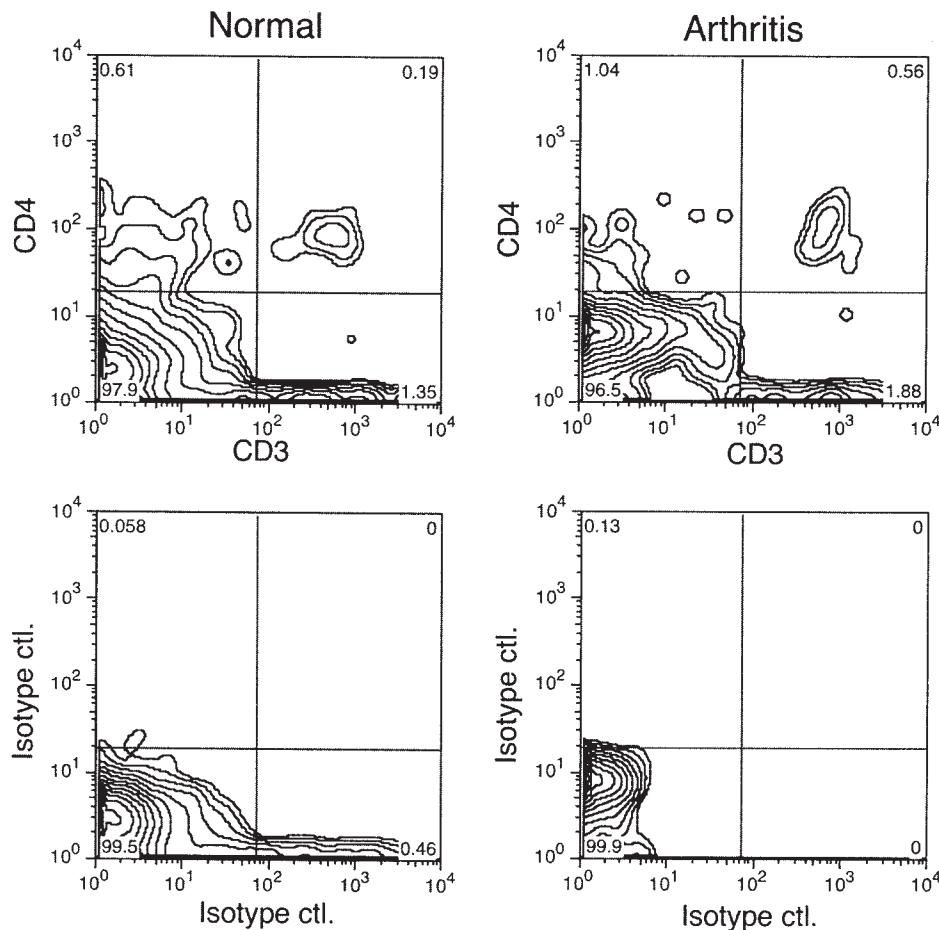 Normal Arthritis
10^4 10^4
0.61 0.19 1.04 0.56
10^3 10^3
CD4 CD4
10^2 10^2
10^1 10^1
97.9 1.35 96.5 1.88
10^0 10^0
10^0 10^1 10^2 10^3 10^4 10^0 10^1 10^2 10^3 10^4
CD3 CD3
10^4 10^4
0.058 0 0.13 0
10^3 10^3
Isotype ctl. Isotype ctl.
10^2 10^2
10^1 10^1
99.5 0.46 99.9 0
10^0 10^0
10^0 10^1 10^2 10^3 10^4 10^0 10^1 10^2 10^3 10^4
Isotype ctl. Isotype ctl.